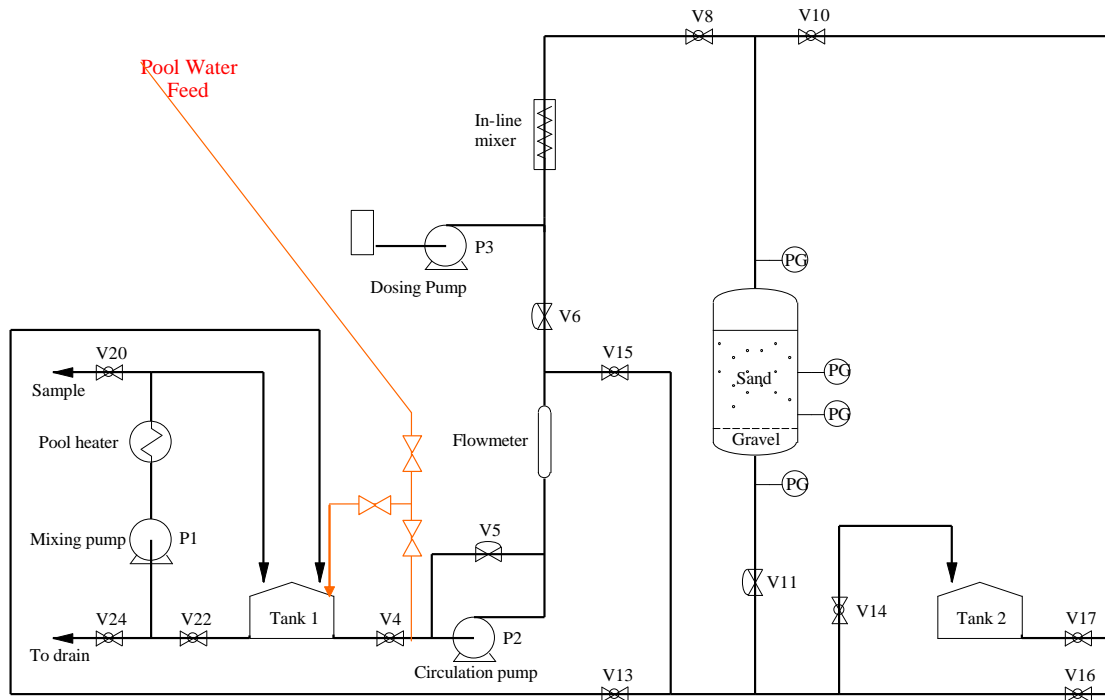 V8
V10
Pool Water
Feed
In-line
mixer
P3
PG
Dosing Pump
V6
V20
V15
Sample
Sand
PG
Pool heater
Flowmeter
PG
Gravel
PG
V5
Mixing pump
P1
V11
V14
V24
V22
Tank 1
V4
P2
Tank 2
V17
To drain
Circulation pump
V13
V16